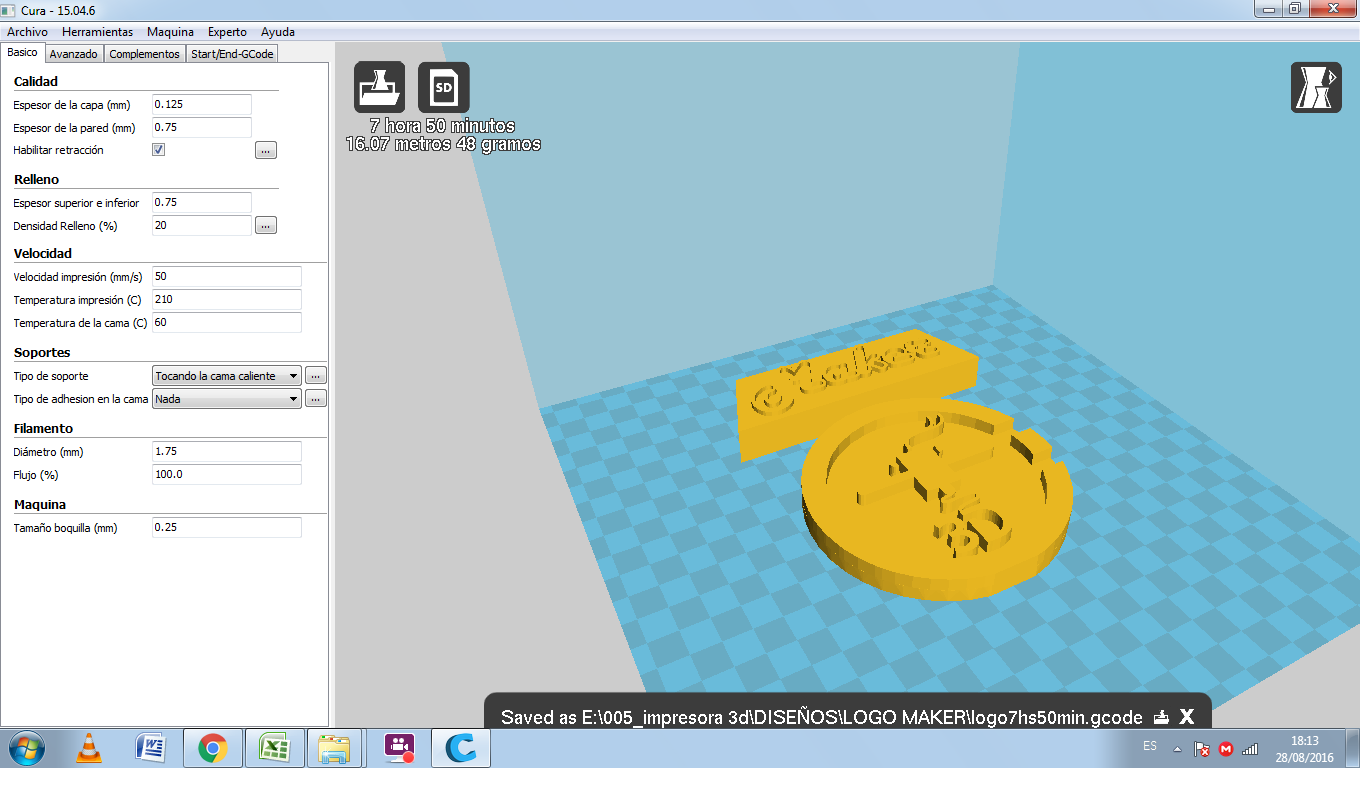 Cura - 15.04.6
Archivo Herramientas Maquina Experto Ayuda
Basico Avanzado Complementos Start/End-GCode
Calidad
Espesor de la capa (mm) 0.125
Espesor de la pared (mm) 0.75
Habilitar retracción ...
Relleno
Espesor superior e inferior 0.75
Densidad Relleno (%) 20 ...
Velocidad
Velocidad impresión (mm/s) 50
Temperatura impresión (C) 210
Temperatura de la cama (C) 60
Soportes
Tipo de soporte Tocando la cama caliente ...
Tipo de adhesion en la cama Nada ...
Filamento
Diámetro (mm) 1.75
Flujo (%) 100.0
Maquina
Tamaño boquilla (mm) 0.25
SD
7 hora 50 minutos
16.07 metros 48 gramos
Saved as E:\005_impresora 3d\DISEÑOS\LOGO MAKER\logo7hs50min.gcode
ES
18:13
28/08/2016